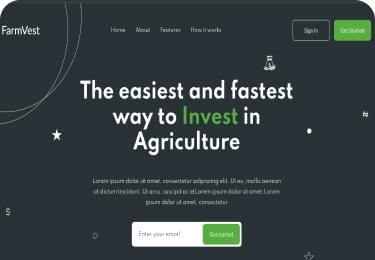 FarmVest
Home About Features How it works
Sign In
Get Started
The easiest and fastest
way to Invest in
Agriculture
Lorem ipsum dolor sit amet, consectetur adipiscing elit. Eu eu, mollis aenean
sit dictum tincidunt. Ut arcu, suscipit ac et Lorem ipsum dolor sit amet, Lorem
ipsum dolor sit amet, consectetur
Enter your email
Get started
$
₦